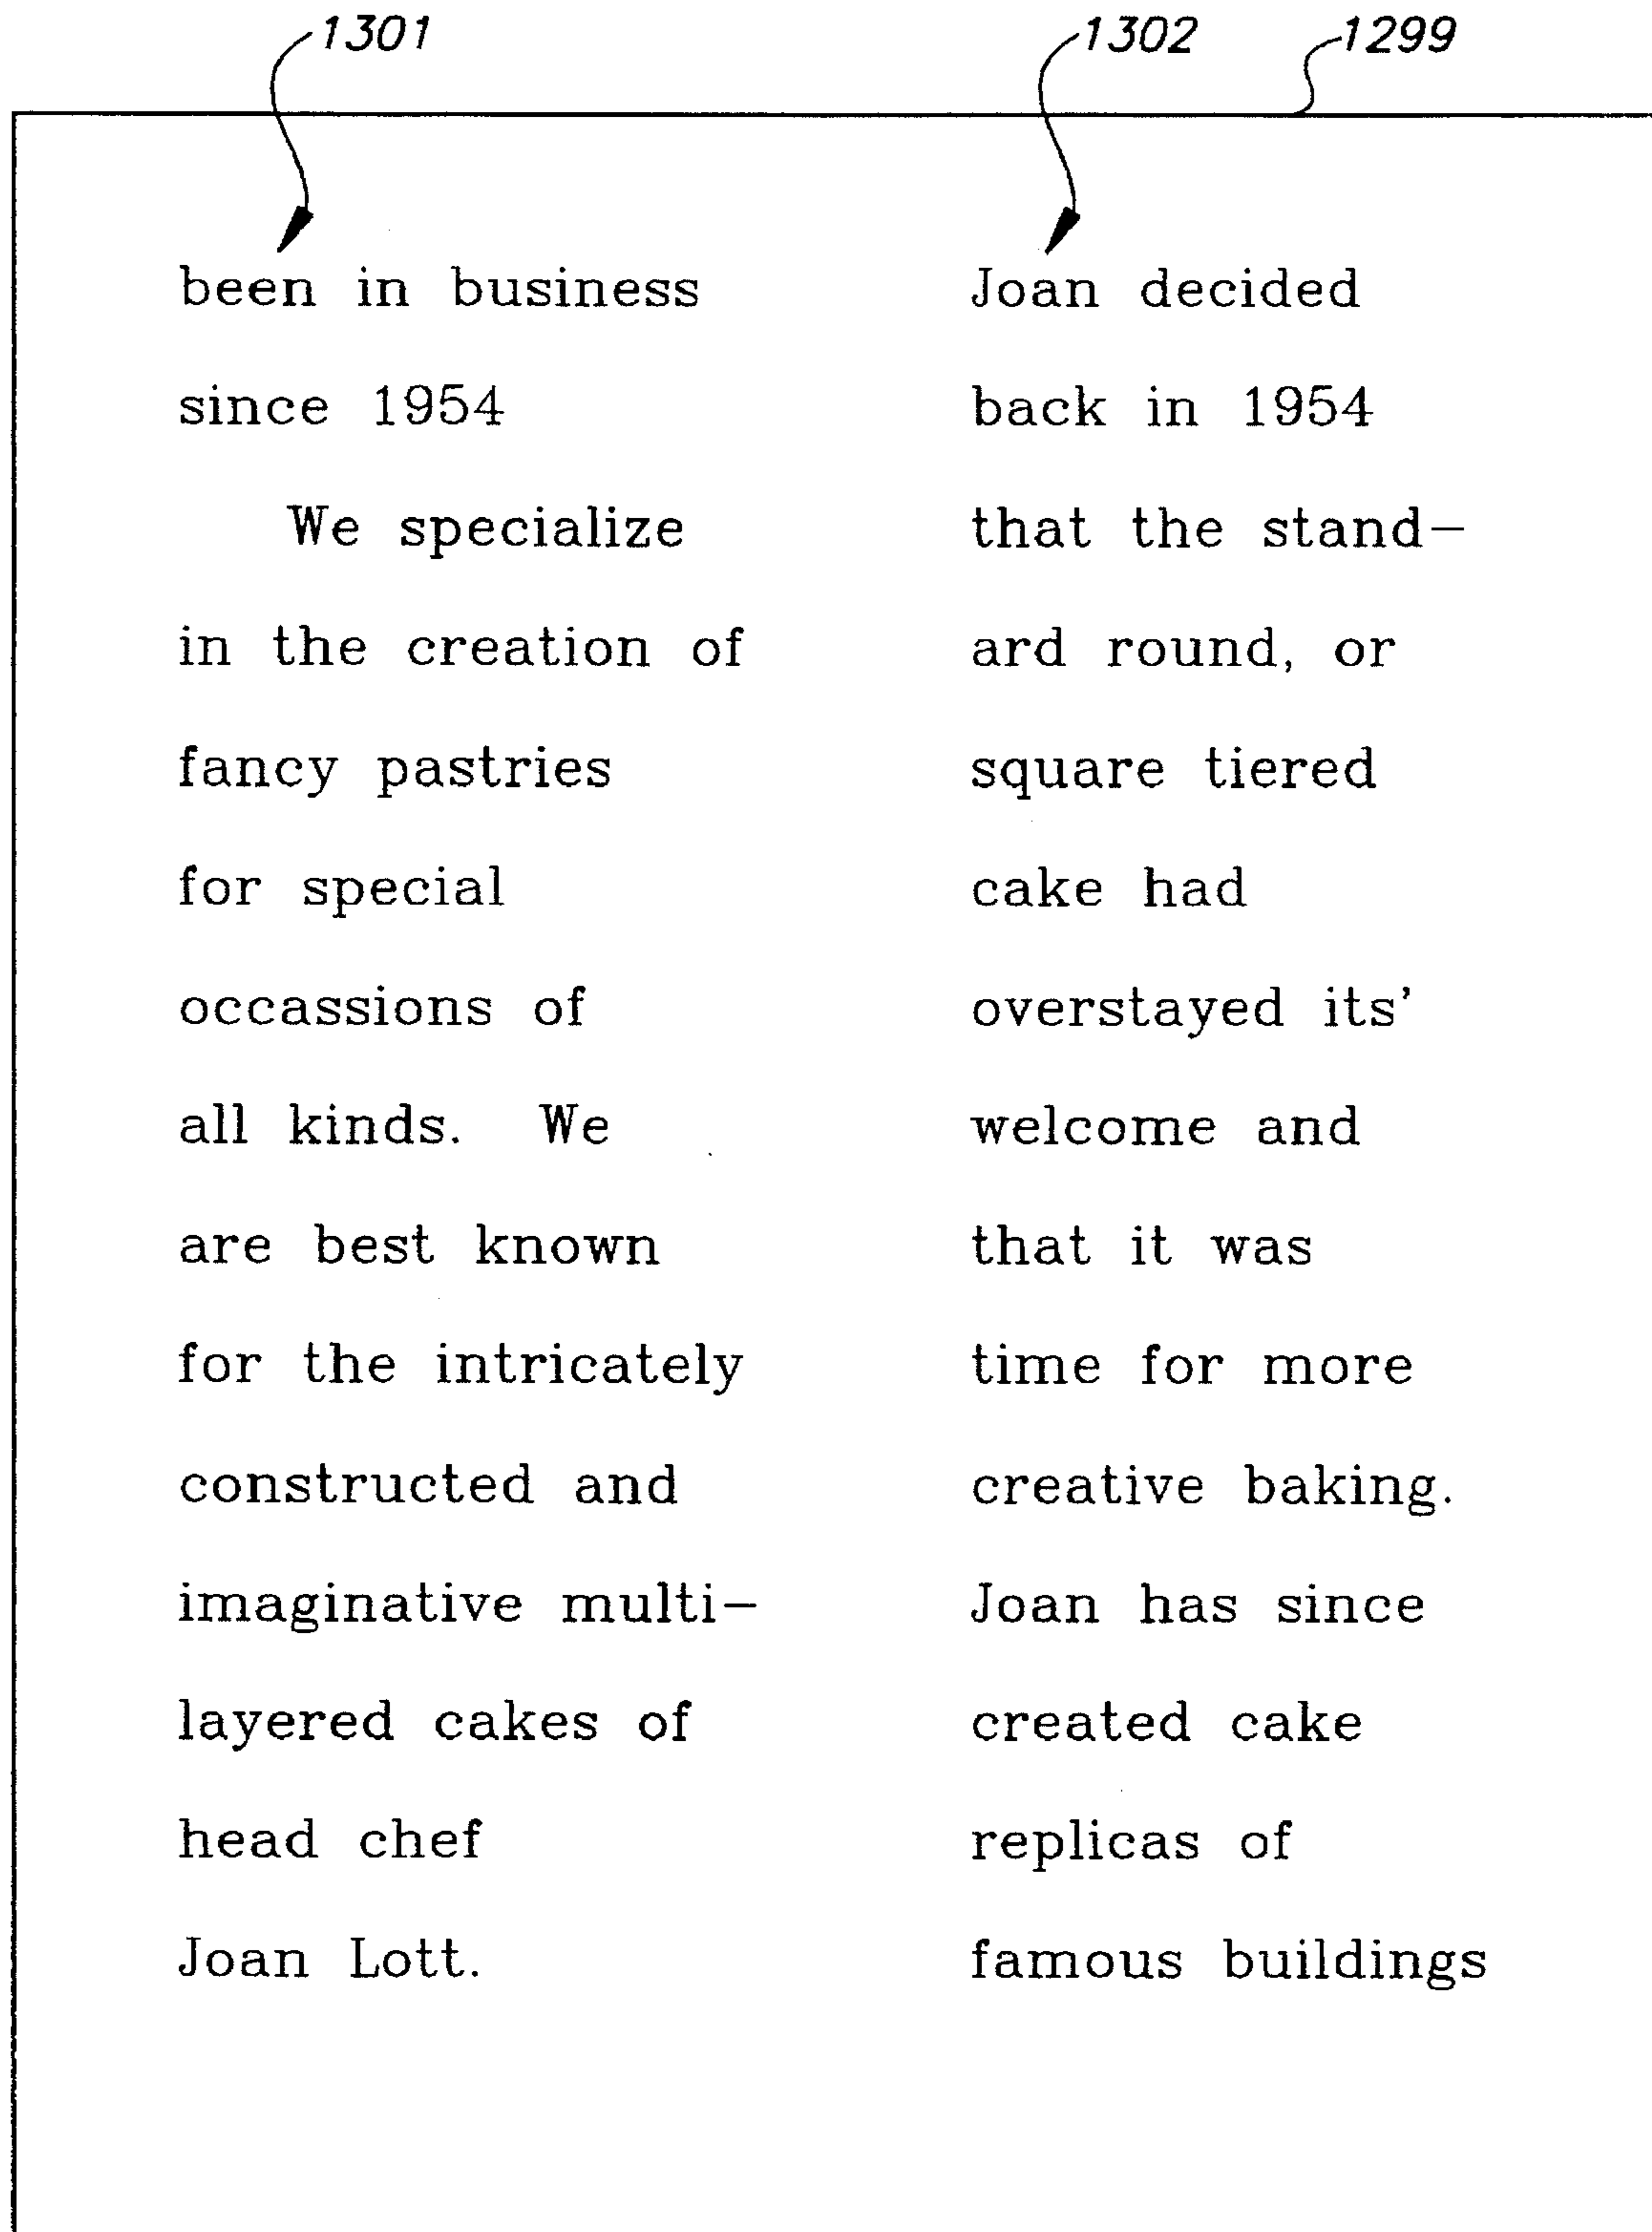 1301
1302
1299
been in business
since 1954
We specialize
in the creation of
fancy pastries
for special
occassions of
all kinds.  We
are best known
for the intricately
constructed and
imaginative multi-
layered cakes of
head chef
Joan Lott.
Joan decided
back in 1954
that the stand-
ard round, or
square tiered
cake had
overstayed its'
welcome and
that it was
time for more
creative baking.
Joan has since
created cake
replicas of
famous buildings